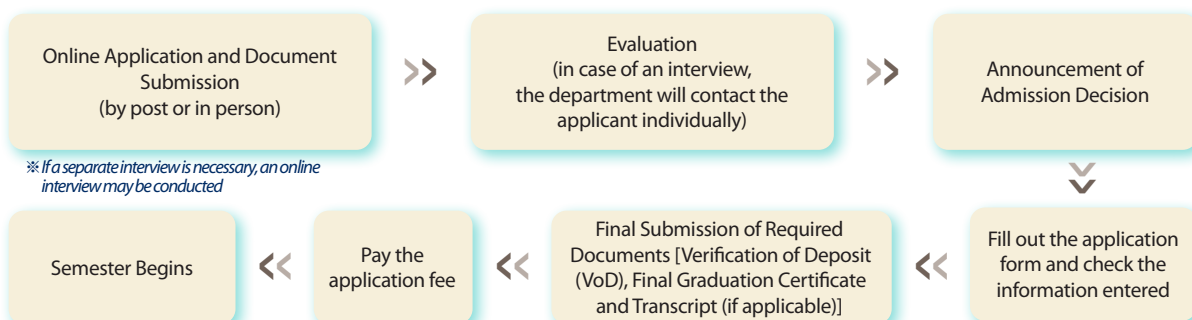 Online Application and Document
Submission
(by post or in person)
Evaluation
(in case of an interview,
the department will contact the
applicant individually)
Announcement of
Admission Decision
※ If a separate interview is necessary, an online
interview may be conducted
Fill out the application
form and check the
information entered
Final Submission of Required
Documents [Verification of Deposit
(VoD), Final Graduation Certificate
and Transcript (if applicable)]
Pay the
application fee
Semester Begins